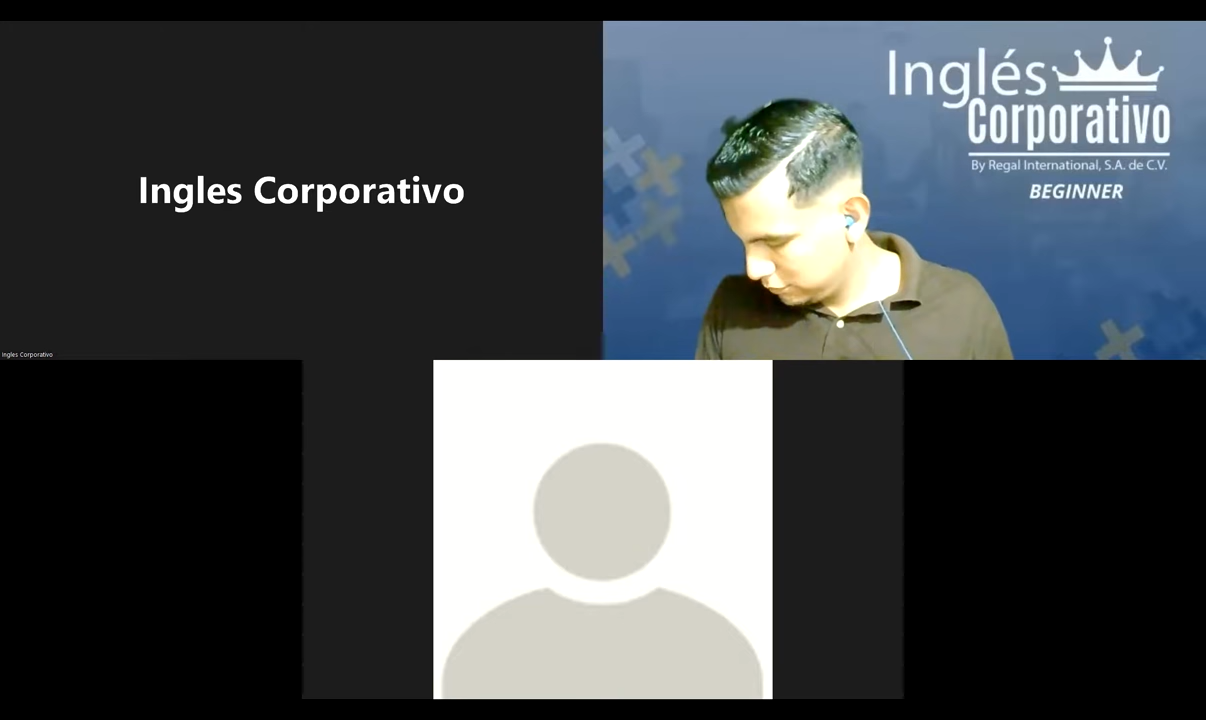 Ingles Corporativo
Ingles Corporativo
Inglés
Corporativo
By Regal International, S.A. de C.V.
BEGINNER